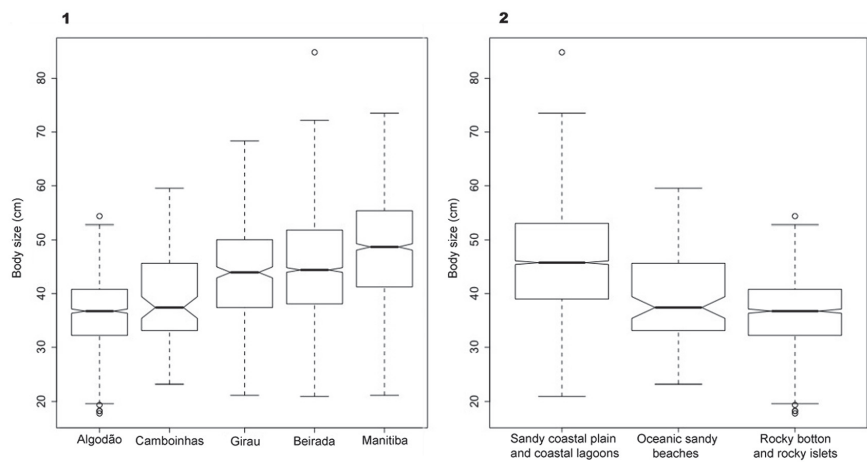 1
80
70
60
50
40
30
20
Body size (cm)
Algodão Camboinhas Girau Beirada Manitiba
2
80
70
60
50
40
30
20
Body size (cm)
Sandy coastal plain
and coastal lagoons
Oceanic sandy
beaches
Rocky botton
and rocky islets